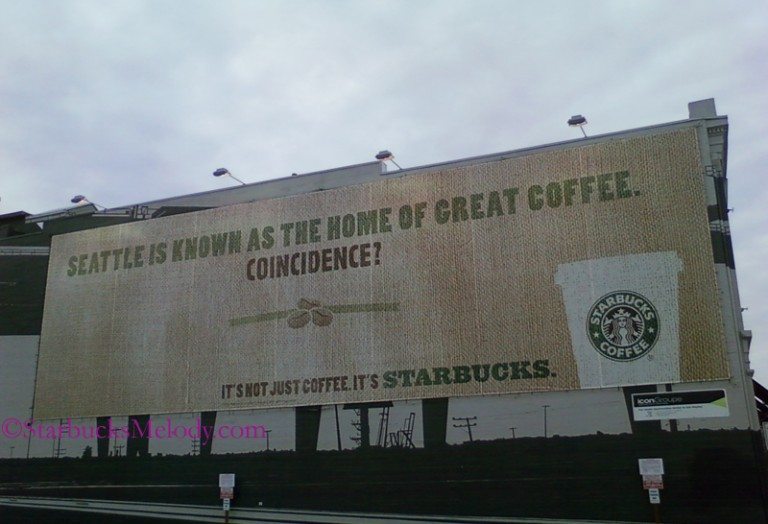 SEATTLE IS KNOWN AS THE HOME OF GREAT COFFEE.
COINCIDENCE?
STARBUCKS
COFFEE
IT'S NOT JUST COFFEE. IT'S STARBUCKS.
iconGroupe
©StarbucksMelody.com